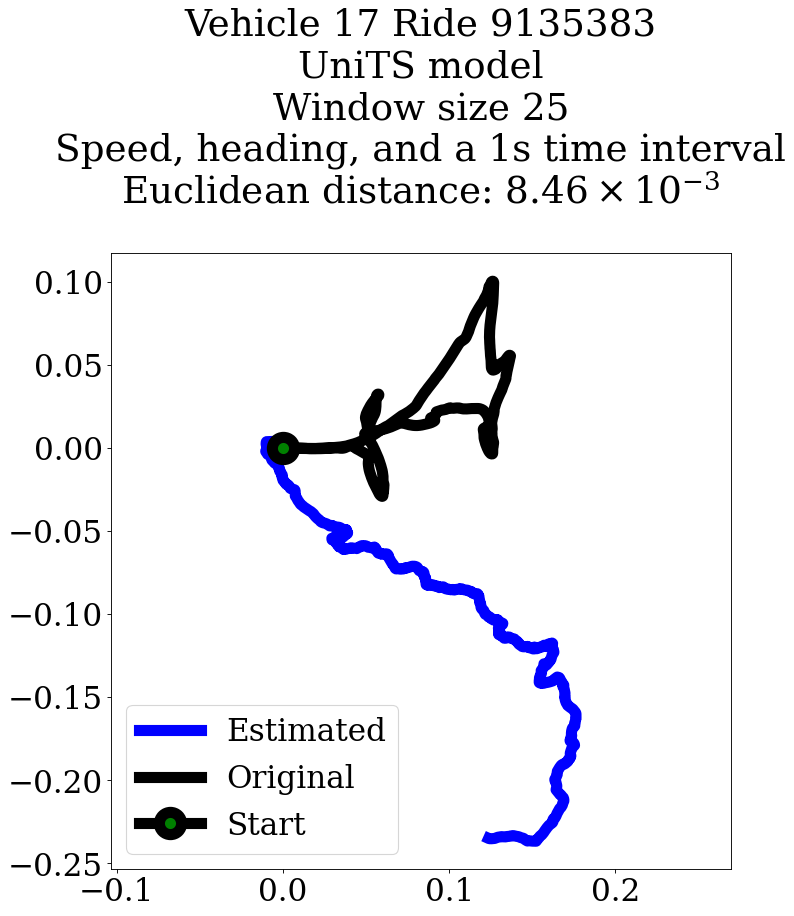 Vehicle 17 Ride 9135383
UniTS model
Window size 25
Speed, heading, and a 1s time interval
Euclidean distance: 8.46 × 10⁻³
0.10
0.05
0.00
−0.05
−0.10
−0.15
−0.20
−0.25
Estimated
Original
Start
−0.1 0.0 0.1 0.2